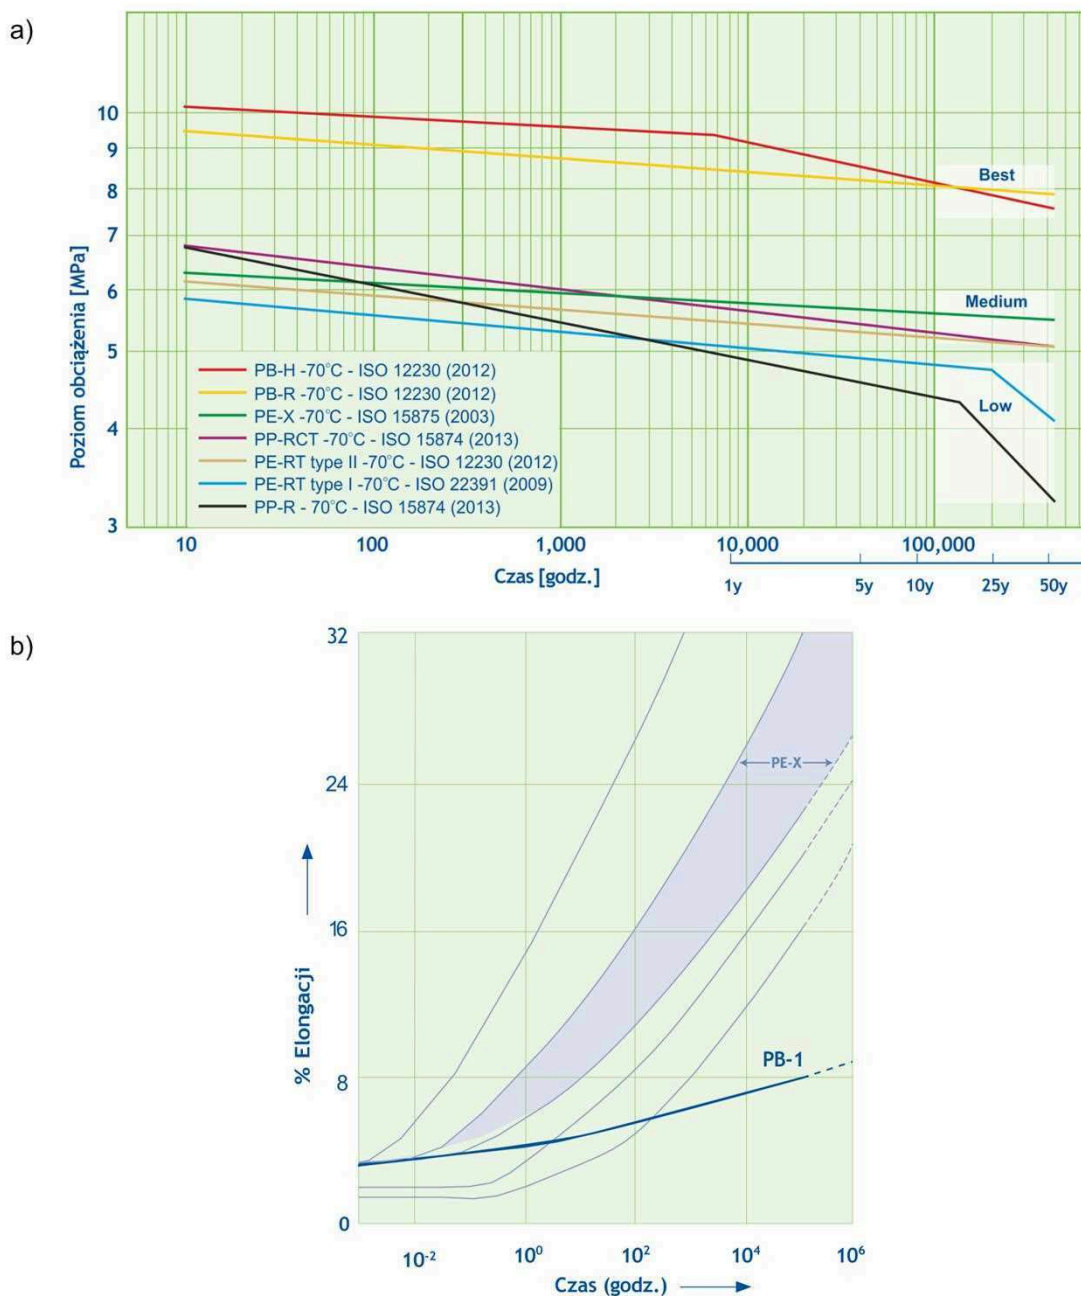 a)
10
9
8
7
6
5
4
3
Poziom obciążenia [MPa]
Best
Medium
Low
PB-H -70°C - ISO 12230 (2012)
PB-R -70°C - ISO 12230 (2012)
PE-X -70°C - ISO 15875 (2003)
PP-RCT -70°C - ISO 15874 (2013)
PE-RT type II -70°C - ISO 12230 (2012)
PE-RT type I -70°C - ISO 22391 (2009)
PP-R - 70°C - ISO 15874 (2013)
10 100 1,000 10,000 100,000
Czas [godz.]
1y 5y 10y 25y 50y
b)
32
24
16
8
0
% Elongacji
PE-X
PB-1
10⁻² 10⁰ 10² 10⁴ 10⁶
Czas (godz.)